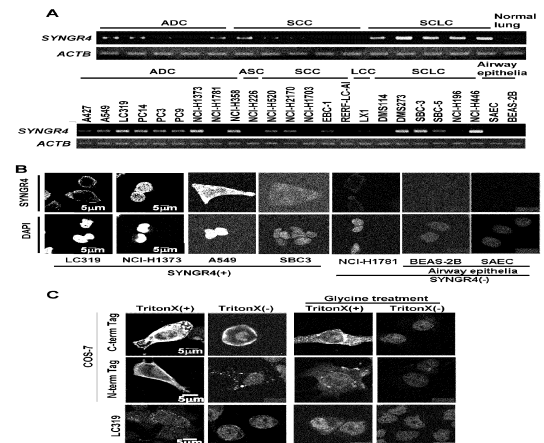 A
ADC SCC SCLC Normal lung
SYNGR4
ACTB
ADC ASC SCC LCC SCLC Airway epithelia
A427 A549 LC319 PC14 PC3 PC9 NCI-H1373 NCI-H1781 NCI-H358 NCI-H226 NCI-H520 NCI-H2170 NCI-H1703 EBC-1 RERF-LC-AI LX1 DMS114 DMS273 SBC-3 SBC-5 NCI-H196 NCI-H446 SAEC BEAS-2B
SYNGR4
ACTB
B
SYNGR4
5µm 5µm 5µm
DAPI
LC319 NCI-H1373 A549 SBC3 NCI-H1781 BEAS-2B SAEC
SYNGR4(+) Airway epithelia
SYNGR4(-)
C
Glycine treatment
TritonX(+) TritonX(-) TritonX(+) TritonX(-)
COS-7
C-term Tag
5µm
N-term Tag
5µm
LC319